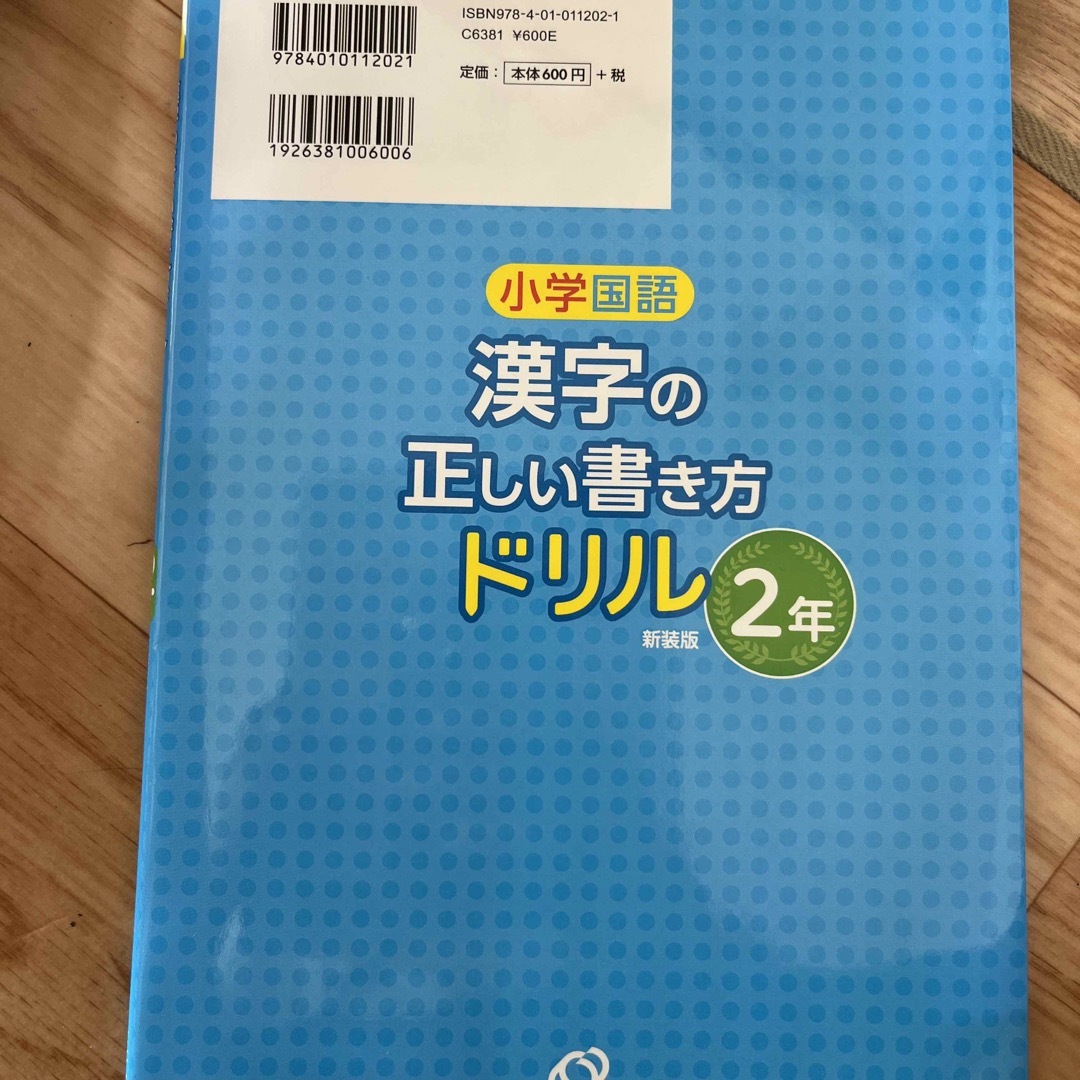 ISBN978-4-01-011202-1
C6381 ¥600E
9784010112021
定価: 本体600円 + 税
1926381006006
小学国語
漢字の
正しい書き方
ドリル
2年
新装版